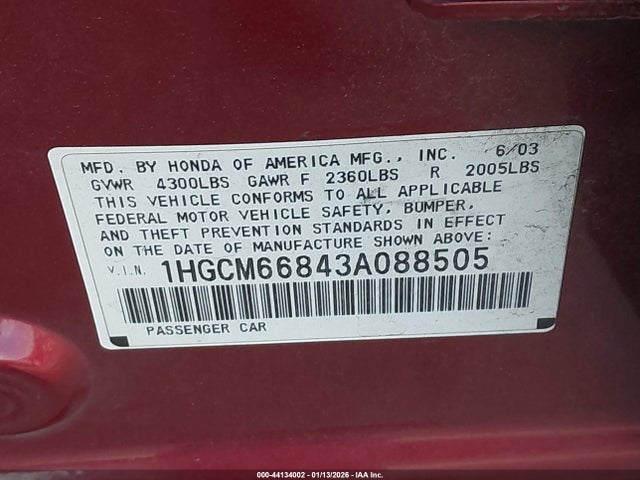 MFD. BY HONDA OF AMERICA MFG., INC. 6/03
GVWR 4300LBS GAWR F 2360LBS R 2005LBS
THIS VEHICLE CONFORMS TO ALL APPLICABLE
FEDERAL MOTOR VEHICLE SAFETY, BUMPER,
AND THEFT PREVENTION STANDARDS IN EFFECT
ON THE DATE OF MANUFACTURE SHOWN ABOVE:
V.I.N. 1HGCM66843A088505
PASSENGER CAR
000-44134002 - 01/13/2026 - IAA Inc.